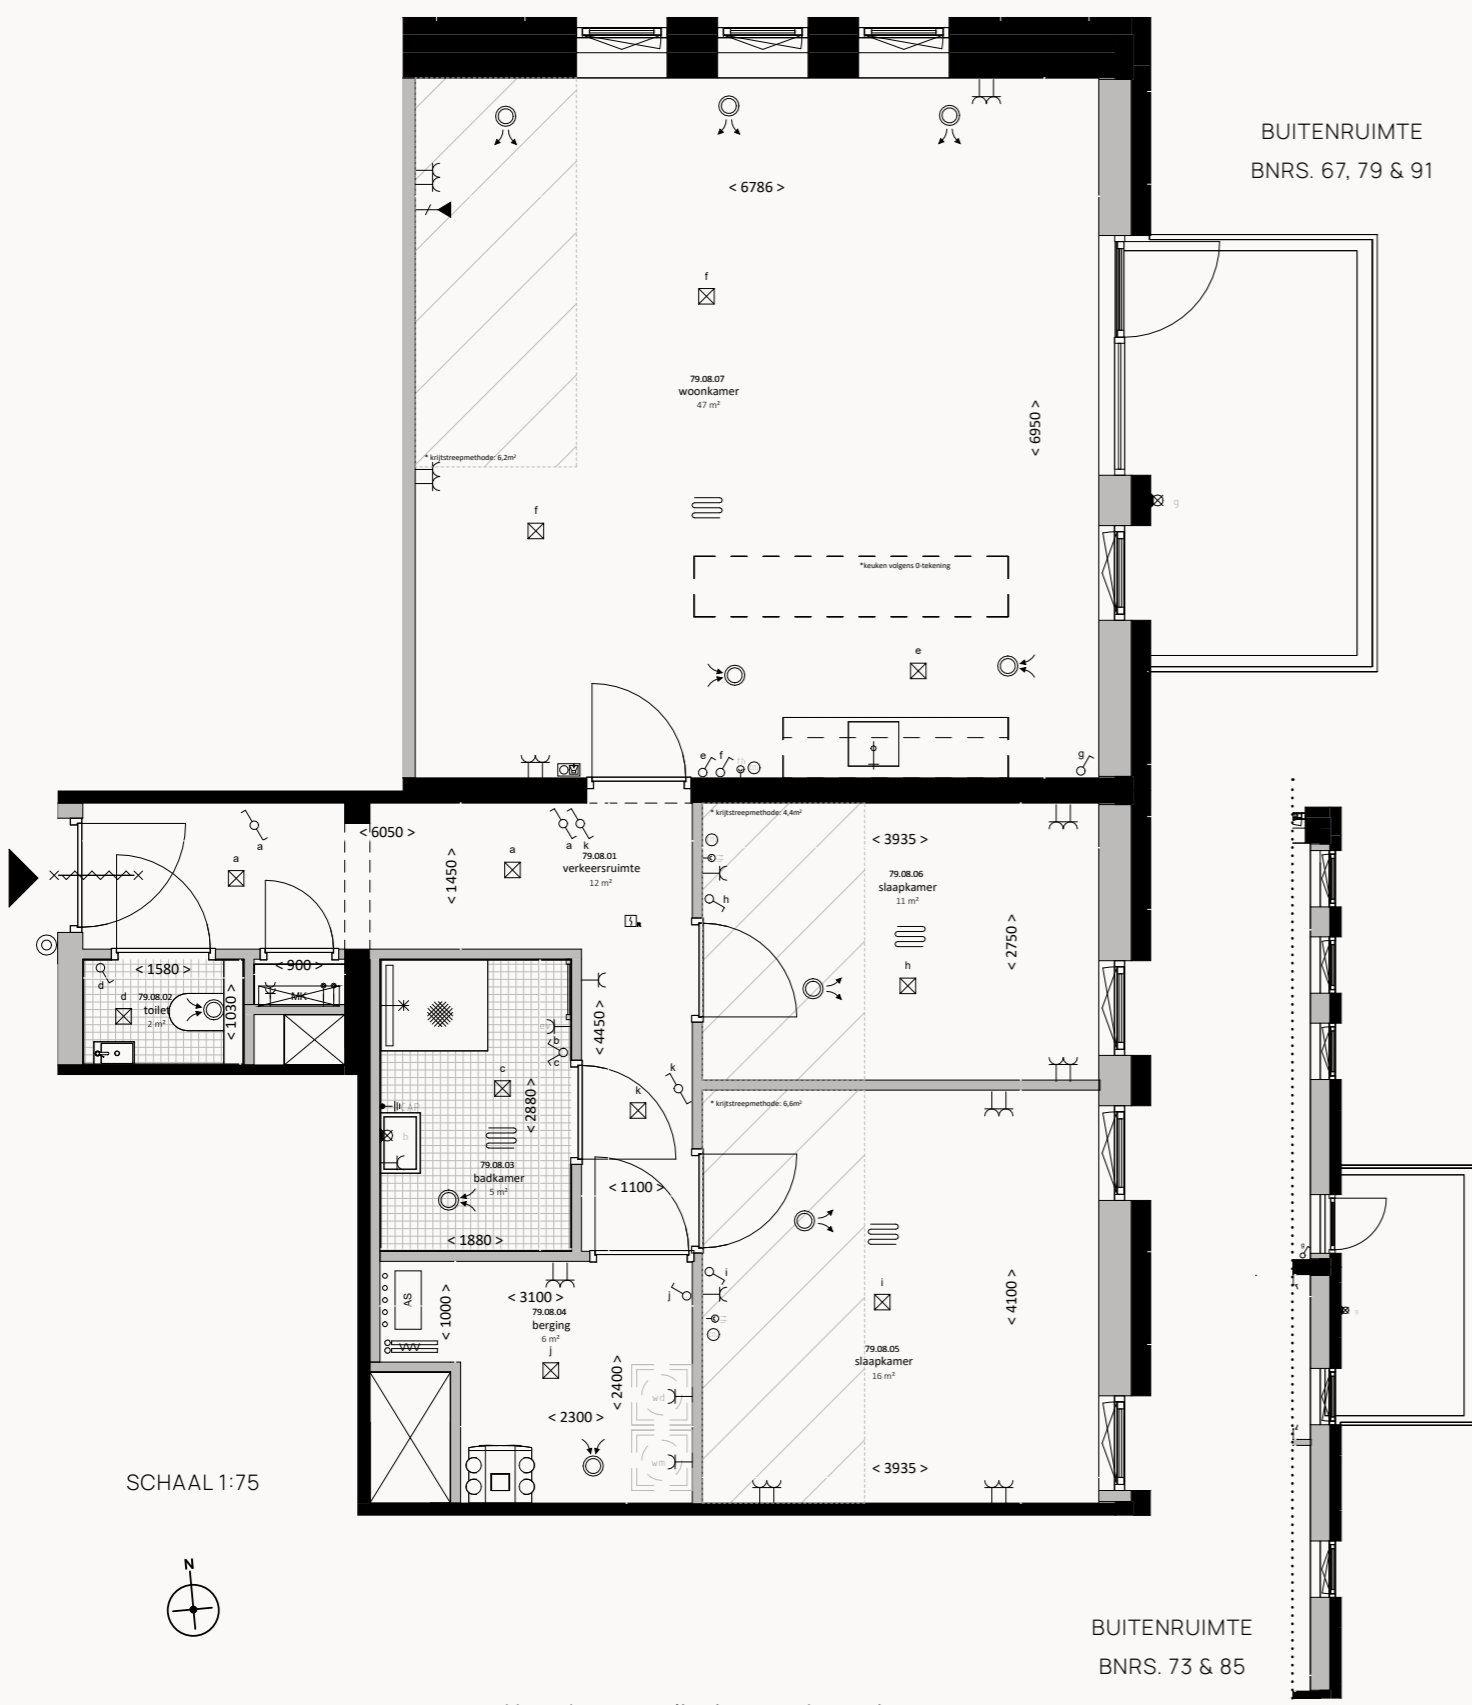 BUITENRUIMTE
BNRS. 67, 79 & 91
< 6786 >
f
79.08.07
woonkamer
47 m²
< 6950 >
* krijtstreepmethode: 6,2m²
f
g
*keuken volgens 0-tekening
e
e
f
g
< 6050 >
a
a
a
a
k
79.08.01
verkeersruimte
12 m²
< 1450 >
* krijtstreepmethode: 4,4m²
< 3935 >
79.08.06
slaapkamer
11 m²
h
h
< 2750 >
< 1580 >
< 900 >
d
d
79.08.02
toilet
2 m²
< 1030 >
MK
< 4450 >
b
c
c
< 2880 >
k
k
b
79.08.03
badkamer
5 m²
< 1880 >
< 1100 >
* krijtstreepmethode: 6,6m²
AS
< 1000 >
< 3100 >
79.08.04
berging
6 m²
j
j
VVV
i
i
< 4100 >
79.08.05
slaapkamer
16 m²
< 2400 >
wd
< 2300 >
wm
< 3935 >
SCHAAL 1:75
N
BUITENRUIMTE
BNRS. 73 & 85